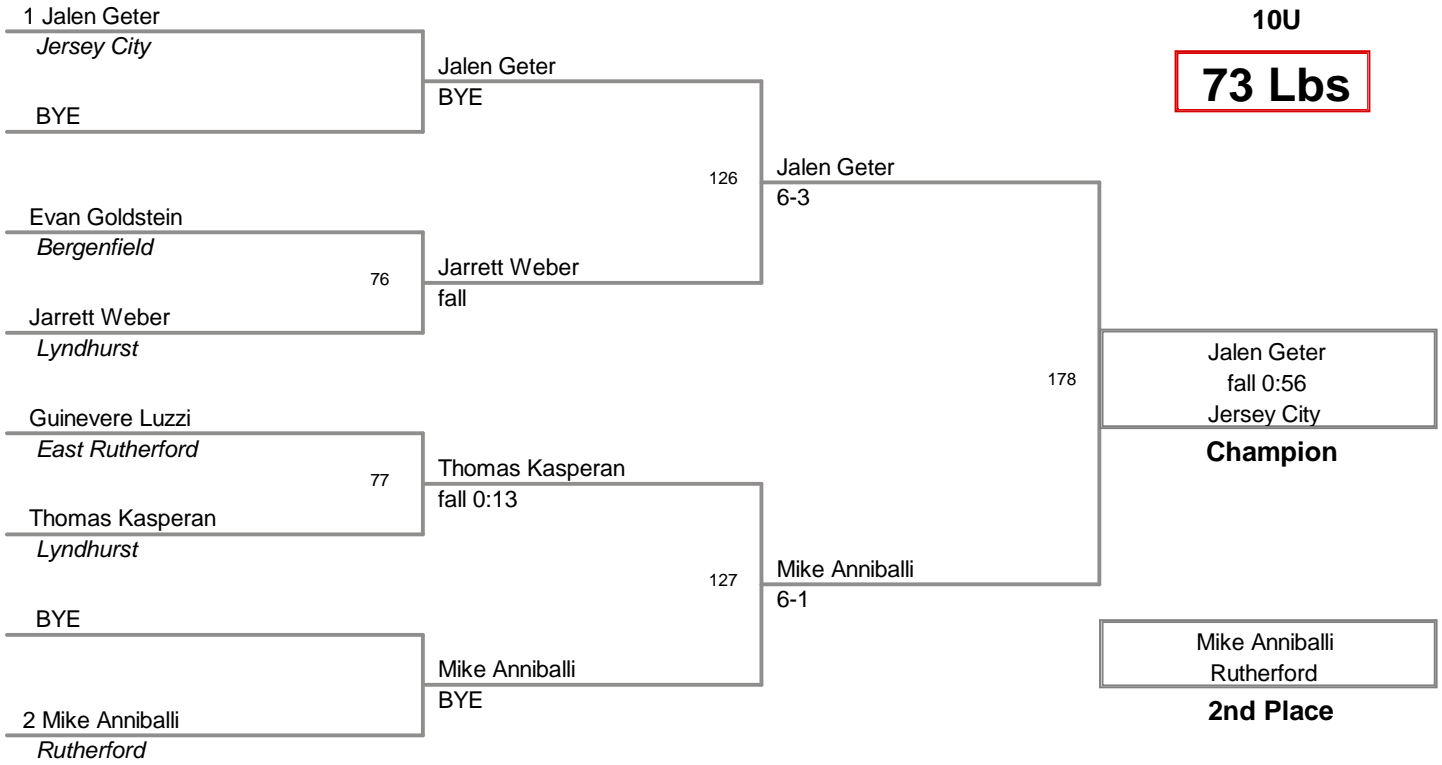 1 Jalen Geter
Jersey City
BYE
Evan Goldstein
Bergenfield
76
Jarrett Weber
Lyndhurst
Guinevere Luzzi
East Rutherford
77
Thomas Kasperan
Lyndhurst
BYE
2 Mike Anniballi
Rutherford
Jalen Geter
BYE
126
Jarrett Weber
fall
Thomas Kasperan
fall 0:13
127
Mike Anniballi
BYE
Jalen Geter
6-3
178
Mike Anniballi
6-1
10U
73 Lbs
Jalen Geter
fall 0:56
Jersey City
Champion
Mike Anniballi
Rutherford
2nd Place